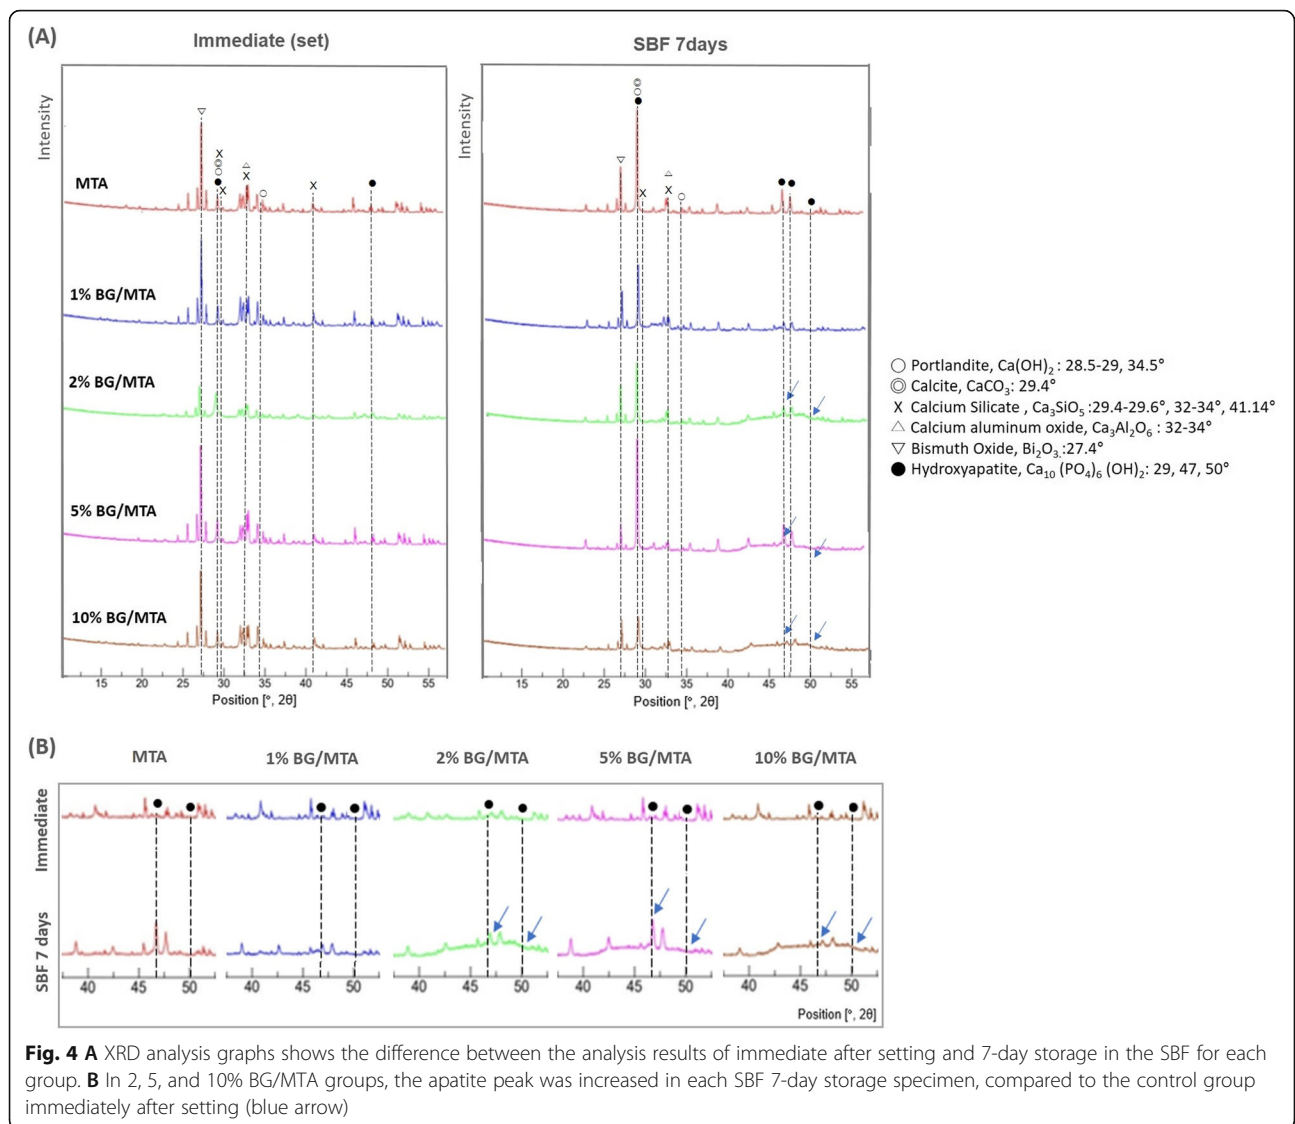 (A)
Immediate (set)
SBF 7days
Intensity
Intensity
MTA
1% BG/MTA
2% BG/MTA
5% BG/MTA
10% BG/MTA
15 20 25 30 35 40 45 50 55
Position [°, 2θ]
15 20 25 30 35 40 45 50 55
Position [°, 2θ]
○ Portlandite, Ca(OH)₂ : 28.5-29, 34.5°
◎ Calcite, CaCO₃: 29.4°
X Calcium Silicate , Ca₃SiO₅ :29.4-29.6°, 32-34°, 41.14°
△ Calcium aluminum oxide, Ca₃Al₂O₆ : 32-34°
▽ Bismuth Oxide, Bi₂O₃.:27.4°
● Hydroxyapatite, Ca₁₀ (PO₄)₆ (OH)₂: 29, 47, 50°
(B)
MTA 1% BG/MTA 2% BG/MTA 5% BG/MTA 10% BG/MTA
Immediate
SBF 7 days
40 45 50 40 45 50 40 45 50 40 45 50 40 45 50
Position [°, 2θ]
Fig. 4 A XRD analysis graphs shows the difference between the analysis results of immediate after setting and 7-day storage in the SBF for each
group. B In 2, 5, and 10% BG/MTA groups, the apatite peak was increased in each SBF 7-day storage specimen, compared to the control group
immediately after setting (blue arrow)